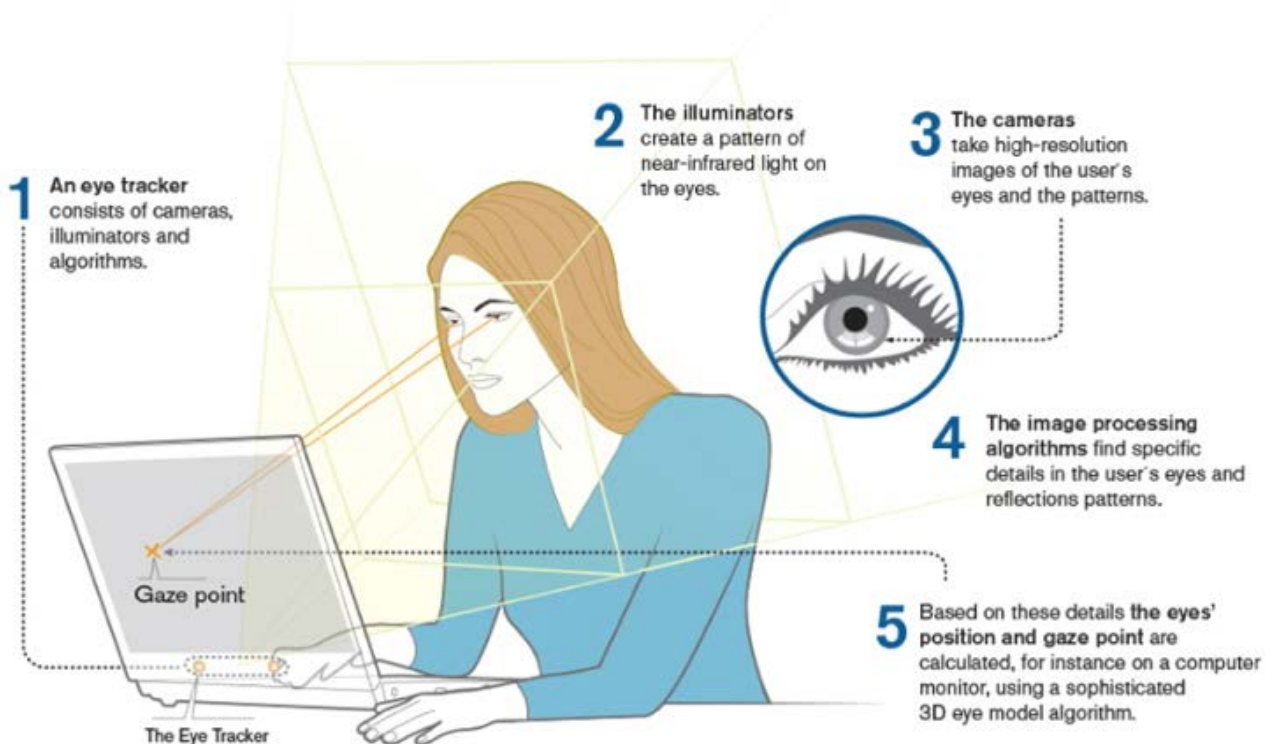 1
An eye tracker
consists of cameras,
illuminators and
algorithms.
2
The illuminators
create a pattern of
near-infrared light on
the eyes.
3
The cameras
take high-resolution
images of the user's
eyes and the patterns.
4
The image processing
algorithms find specific
details in the user's eyes and
reflections patterns.
Gaze point
5
Based on these details the eyes'
position and gaze point are
calculated, for instance on a computer
monitor, using a sophisticated
3D eye model algorithm.
The Eye Tracker